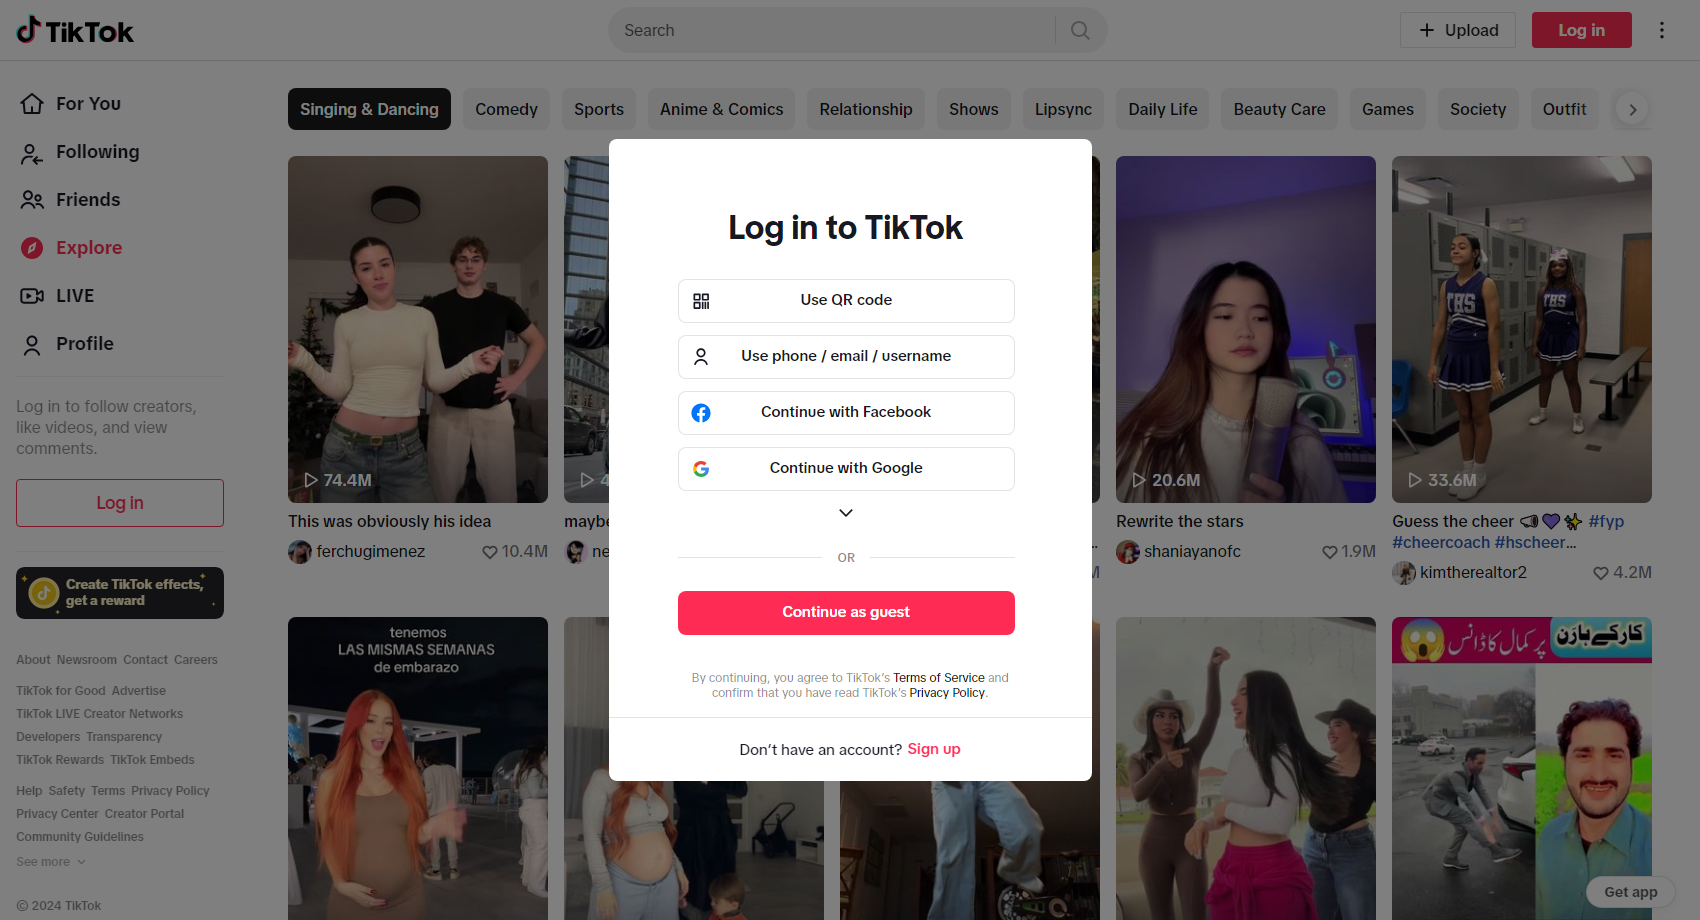 TikTok
Search
Upload
Log in
For You
Following
Friends
Explore
LIVE
Profile
Log in to follow creators,
like videos, and view
comments.
Log in
Create TikTok effects,
get a reward
About Newsroom Contact Careers
TikTok for Good Advertise
TikTok LIVE Creator Networks
Developers Transparency
TikTok Rewards TikTok Embeds
Help Safety Terms Privacy Policy
Privacy Center Creator Portal
Community Guidelines
See more
© 2024 TikTok
Singing & Dancing
Comedy
Sports
Anime & Comics
Relationship
Shows
Lipsync
Daily Life
Beauty Care
Games
Society
Outfit
74.4M
This was obviously his idea
ferchugimenez
10.4M
20.6M
Rewrite the stars
shaniayanofc
1.9M
THS
THS
33.6M
Guess the cheer 📣💜✨ #fyp
#cheercoach #hscheer...
kimtherealtor2
4.2M
tenemos
LAS MISMAS SEMANAS
de embarazo
کار کے ہارن
پر کمال کا ڈانس
Log in to TikTok
Use QR code
Use phone / email / username
Continue with Facebook
Continue with Google
OR
Continue as guest
By continuing, you agree to TikTok's Terms of Service and
confirm that you have read TikTok's Privacy Policy.
Don't have an account? Sign up
Get app